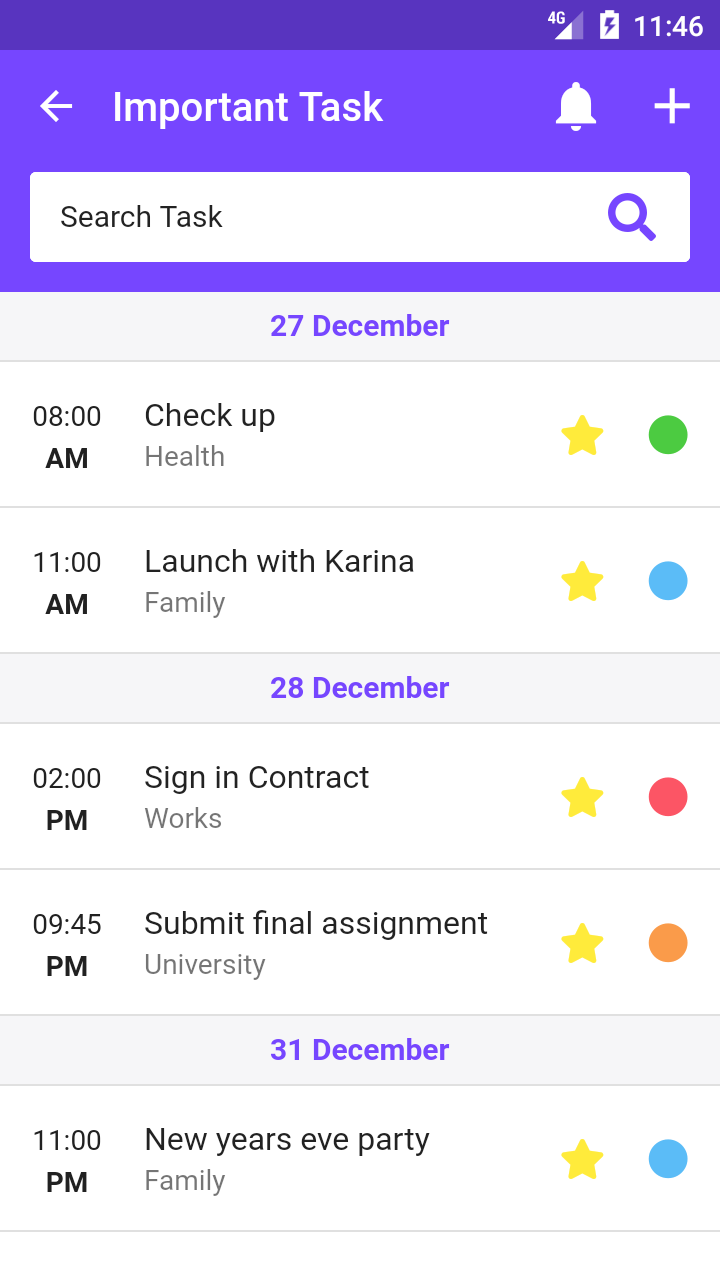 4G 11:46
Important Task
Search Task
27 December
08:00 Check up
AM Health
11:00 Launch with Karina
AM Family
28 December
02:00 Sign in Contract
PM Works
09:45 Submit final assignment
PM University
31 December
11:00 New years eve party
PM Family